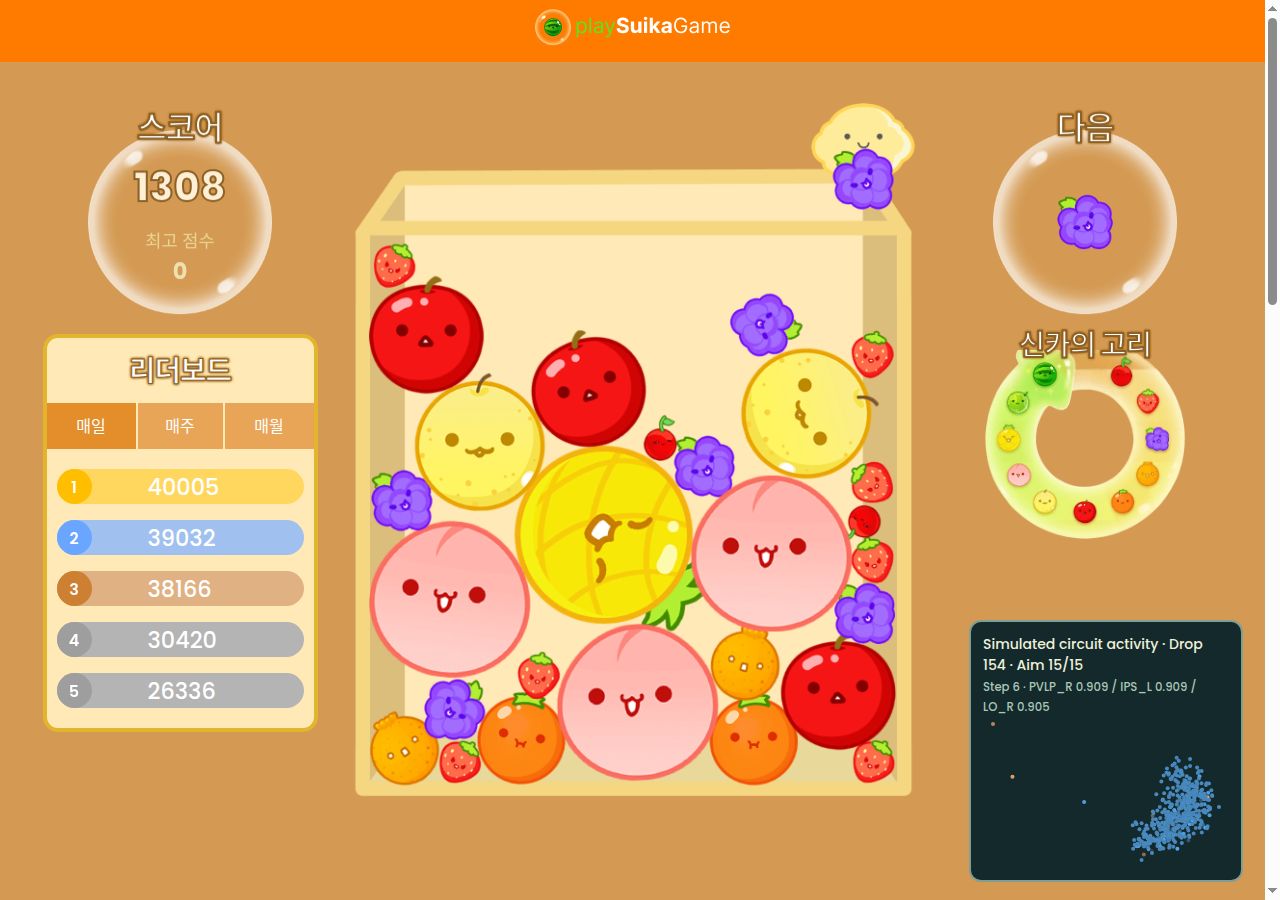 playSuikaGame
스코어
1308
최고 점수
0
다음
신카의 고리
리더보드
매일 매주 매월
1 40005
2 39032
3 38166
4 30420
5 26336
Simulated circuit activity · Drop
154 · Aim 15/15
Step 6 · PVLP_R 0.909 / IPS_L 0.909 /
LO_R 0.905